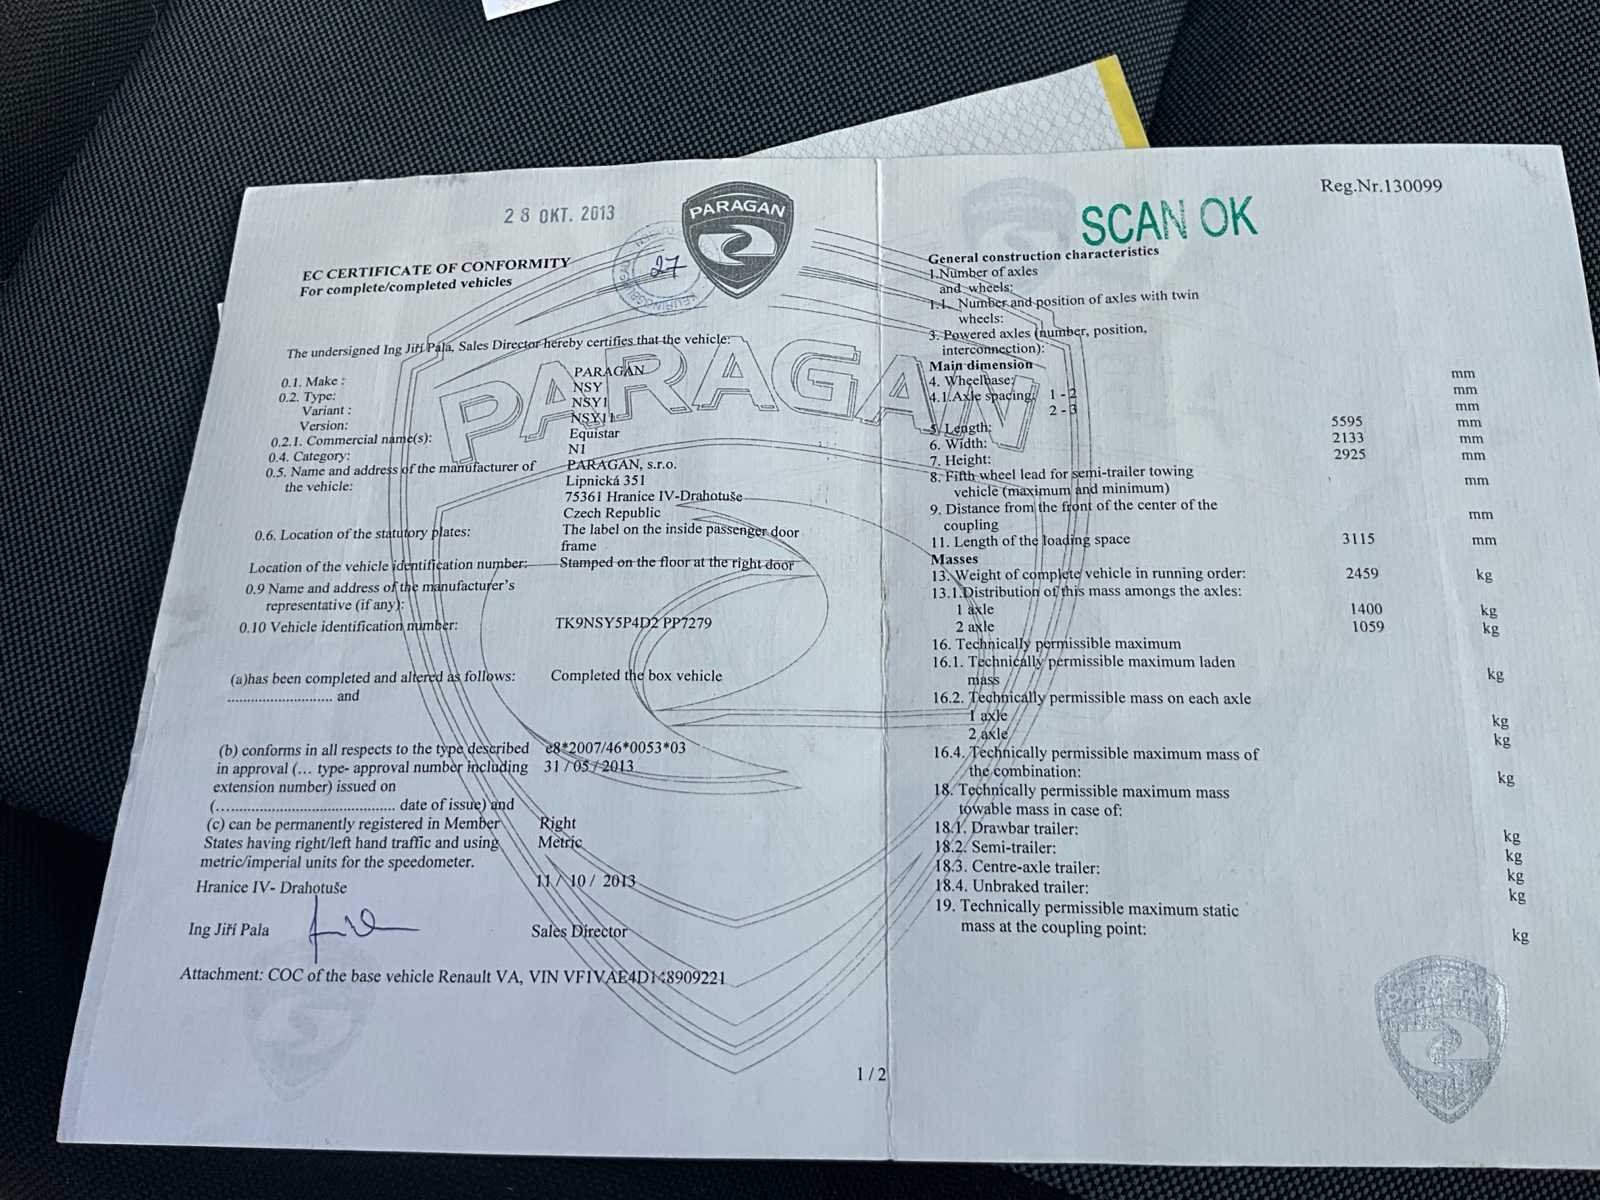 28 OKT. 2013
PARAGAN
27
EC CERTIFICATE OF CONFORMITY
For complete/completed vehicles
The undersigned Ing Jiří Pala, Sales Director hereby certifies that the vehicle:
0.1. Make : PARAGAN
0.2. Type: NSY
Variant : NSY1
Version: NSY11
0.2.1. Commercial name(s): Equistar
0.4. Category: N1
0.5. Name and address of the manufacturer of PARAGAN, s.r.o.
the vehicle: Lipnická 351
75361 Hranice IV-Drahotuše
Czech Republic
0.6. Location of the statutory plates: The label on the inside passenger door
frame
Location of the vehicle identification number: Stamped on the floor at the right door
0.9 Name and address of the manufacturer's
representative (if any):
0.10 Vehicle identification number: TK9NSY5P4D2 PP7279
(a)has been completed and altered as follows: Completed the box vehicle
............................ and
(b) conforms in all respects to the type described e8*2007/46*0053*03
in approval (... type- approval number including 31 / 05 / 2013
extension number) issued on
(................................................ date of issue) and
(c) can be permanently registered in Member Right
States having right/left hand traffic and using Metric
metric/imperial units for the speedometer.
Hranice IV- Drahotuše 11 / 10 / 2013
Ing Jiří Pala Sales Director
Attachment: COC of the base vehicle Renault VA, VIN VF1VAE4D148909221
1 / 2
PARAGAN
Reg.Nr.130099
SCAN OK
General construction characteristics
1.Number of axles
and wheels:
1.1. Number and position of axles with twin
wheels:
3. Powered axles (number, position,
interconnection):
Main dimension
4. Wheelbase: mm
4.1.Axle spacing: 1 - 2 mm
2 - 3 mm
5. Length: 5595 mm
6. Width: 2133 mm
7. Height: 2925 mm
8. Fifth wheel lead for semi-trailer towing mm
vehicle (maximum and minimum)
9. Distance from the front of the center of the mm
coupling
11. Length of the loading space 3115 mm
Masses
13. Weight of complete vehicle in running order: 2459 kg
13.1.Distribution of this mass amongs the axles:
1 axle 1400 kg
2 axle 1059 kg
16. Technically permissible maximum
16.1. Technically permissible maximum laden
mass kg
16.2. Technically permissible mass on each axle
1 axle kg
2 axle kg
16.4. Technically permissible maximum mass of
the combination: kg
18. Technically permissible maximum mass
towable mass in case of:
18.1. Drawbar trailer: kg
18.2. Semi-trailer: kg
18.3. Centre-axle trailer: kg
18.4. Unbraked trailer: kg
19. Technically permissible maximum static
mass at the coupling point: kg
PARAGAN